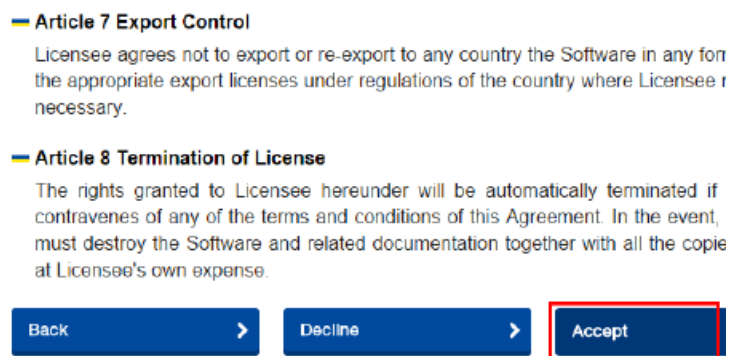 Article 7 Export Control
Licensee agrees not to export or re-export to any country the Software in any
the appropriate export licenses under regulations of the country where Licensee
necessary.
Article 8 Termination of License
The rights granted to Licensee hereunder will be automatically terminated if
contravenes of any of the terms and conditions of this Agreement. In the event,
must destroy the Software and related documentation together with all the
at Licensee's own expense.
Back
Decline
Accept